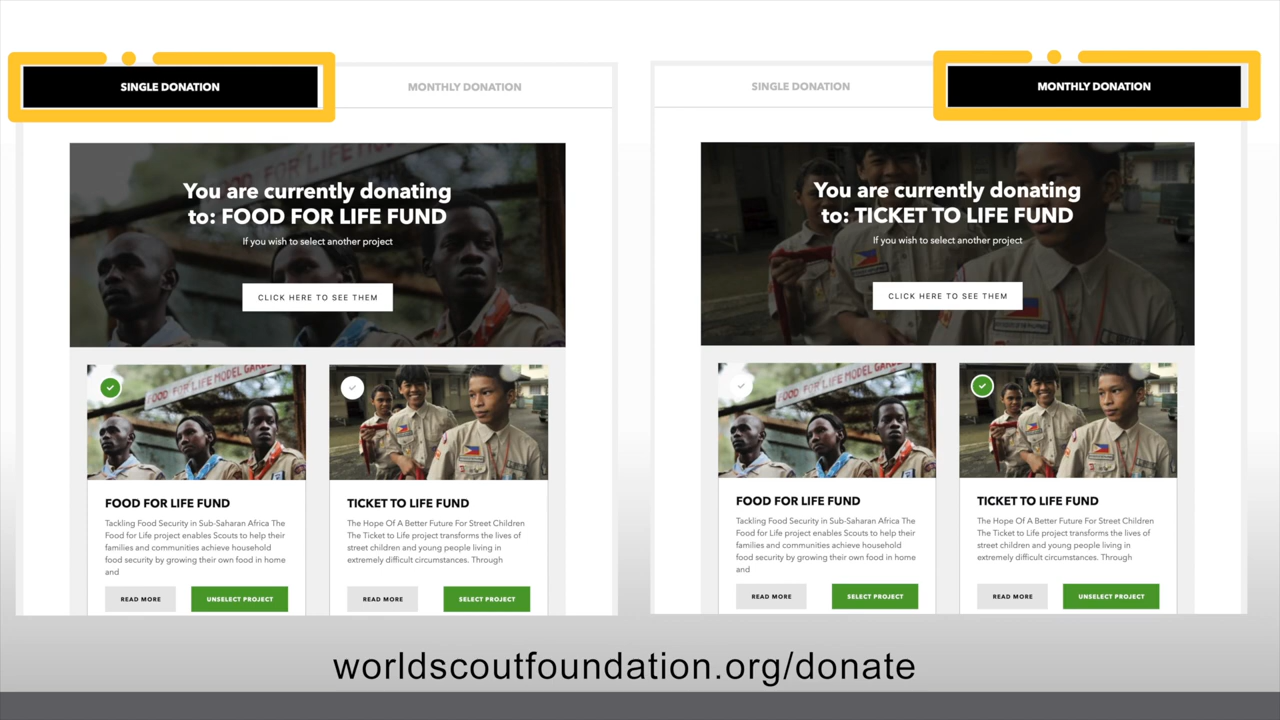 SINGLE DONATION
MONTHLY DONATION
You are currently donating
to: FOOD FOR LIFE FUND
If you wish to select another project
CLICK HERE TO SEE THEM
FOOD FOR LIFE MODEL GARD
FOOD FOR LIFE FUND
Tackling Food Security in Sub-Saharan Africa The
Food for Life project enables Scouts to help their
families and communities achieve household
food security by growing their own food in home
and
READ MORE
UNSELECT PROJECT
TICKET TO LIFE FUND
The Hope Of A Better Future For Street Children
The Ticket to Life project transforms the lives of
street children and young people living in
extremely difficult circumstances. Through
READ MORE
SELECT PROJECT
SINGLE DONATION
MONTHLY DONATION
You are currently donating
to: TICKET TO LIFE FUND
If you wish to select another project
CLICK HERE TO SEE THEM
FOOD FOR LIFE MODEL GARD
FOOD FOR LIFE FUND
Tackling Food Security in Sub-Saharan Africa The
Food for Life project enables Scouts to help their
families and communities achieve household
food security by growing their own food in home
and
READ MORE
SELECT PROJECT
TICKET TO LIFE FUND
The Hope Of A Better Future For Street Children
The Ticket to Life project transforms the lives of
street children and young people living in
extremely difficult circumstances. Through
READ MORE
UNSELECT PROJECT
worldscoutfoundation.org/donate